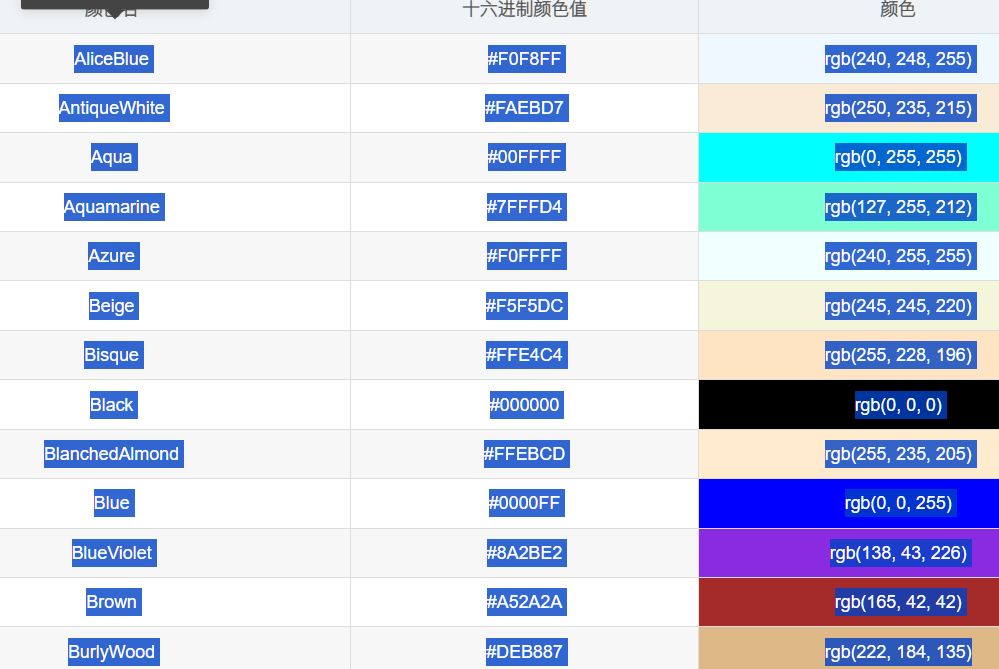 颜色名 十六进制颜色值 颜色
AliceBlue #F0F8FF rgb(240, 248, 255)
AntiqueWhite #FAEBD7 rgb(250, 235, 215)
Aqua #00FFFF rgb(0, 255, 255)
Aquamarine #7FFFD4 rgb(127, 255, 212)
Azure #F0FFFF rgb(240, 255, 255)
Beige #F5F5DC rgb(245, 245, 220)
Bisque #FFE4C4 rgb(255, 228, 196)
Black #000000 rgb(0, 0, 0)
BlanchedAlmond #FFEBCD rgb(255, 235, 205)
Blue #0000FF rgb(0, 0, 255)
BlueViolet #8A2BE2 rgb(138, 43, 226)
Brown #A52A2A rgb(165, 42, 42)
BurlyWood #DEB887 rgb(222, 184, 135)